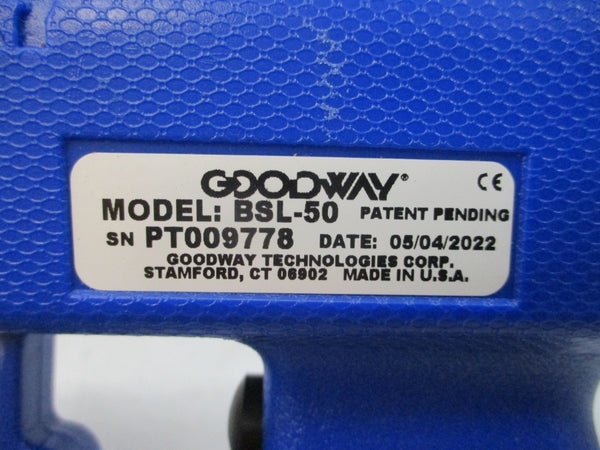 GOODWAY® CE
MODEL: BSL-50 PATENT PENDING
SN PT009778 DATE: 05/04/2022
GOODWAY TECHNOLOGIES CORP.
STAMFORD, CT 06902 MADE IN U.S.A.